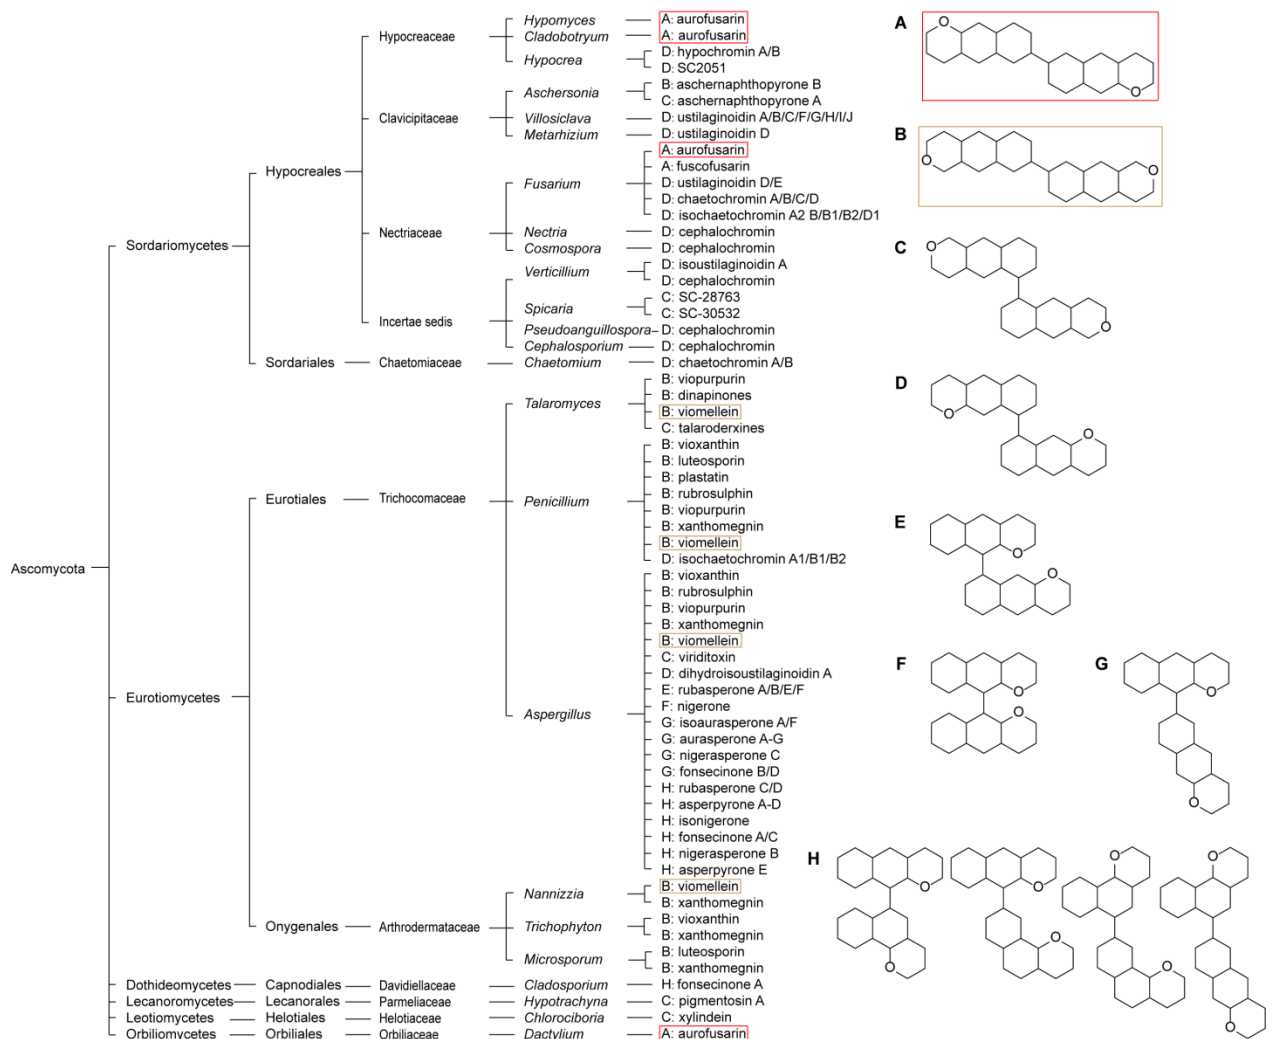 Ascomycota
Sordariomycetes
Hypocreales
Hypocreaceae
Hypomyces
A: aurofusarin
Cladobotryum
A: aurofusarin
Hypocrea
D: hypochromin A/B
D: SC2051
Clavicipitaceae
Aschersonia
B: aschernaphthopyrone B
C: aschernaphthopyrone A
Villosiclava
D: ustilaginoidin A/B/C/F/G/H/I/J
Metarhizium
D: ustilaginoidin D
Nectriaceae
Fusarium
A: aurofusarin
A: fuscofusarin
D: ustilaginoidin D/E
D: chaetochromin A/B/C/D
D: isochaetochromin A2 B/B1/B2/D1
Nectria
D: cephalochromin
Cosmospora
D: cephalochromin
Incertae sedis
Verticillium
D: isoustilaginoidin A
D: cephalochromin
Spicaria
C: SC-28763
C: SC-30532
Pseudoanguillospora
D: cephalochromin
Cephalosporium
D: cephalochromin
Sordariales
Chaetomiaceae
Chaetomium
D: chaetochromin A/B
Eurotiomycetes
Eurotiales
Trichocomaceae
Talaromyces
B: viopurpurin
B: dinapinones
B: viomellein
C: talaroderxines
Penicillium
B: vioxanthin
B: luteosporin
B: plastatin
B: rubrosulphin
B: viopurpurin
B: xanthomegnin
B: viomellein
D: isochaetochromin A1/B1/B2
Aspergillus
B: vioxanthin
B: rubrosulphin
B: viopurpurin
B: xanthomegnin
B: viomellein
C: viriditoxin
D: dihydroisoustilaginoidin A
E: rubasperone A/B/E/F
F: nigerone
G: isoaurasperone A/F
G: aurasperone A-G
G: nigerasperone C
G: fonsecinone B/D
H: rubasperone C/D
H: asperpyrone A-D
H: isonigerone
H: fonsecinone A/C
H: nigerasperone B
H: asperpyrone E
Onygenales
Arthrodermataceae
Nannizzia
B: viomellein
B: xanthomegnin
Trichophyton
B: vioxanthin
B: xanthomegnin
Microsporum
B: luteosporin
B: xanthomegnin
Dothideomycetes
Capnodiales
Davidiellaceae
Cladosporium
H: fonsecinone A
Lecanoromycetes
Lecanorales
Parmeliaceae
Hypotrachyna
C: pigmentosin A
Leotiomycetes
Helotiales
Helotiaceae
Chlorociboria
C: xylindein
Orbiliomycetes
Orbiliales
Orbiliaceae
Dactylium
A: aurofusarin
A
O
O
B
O
O
C
O
O
D
O
O
E
O
O
F
O
O
G
O
O
H
O
O
O
O
O
O
O
O